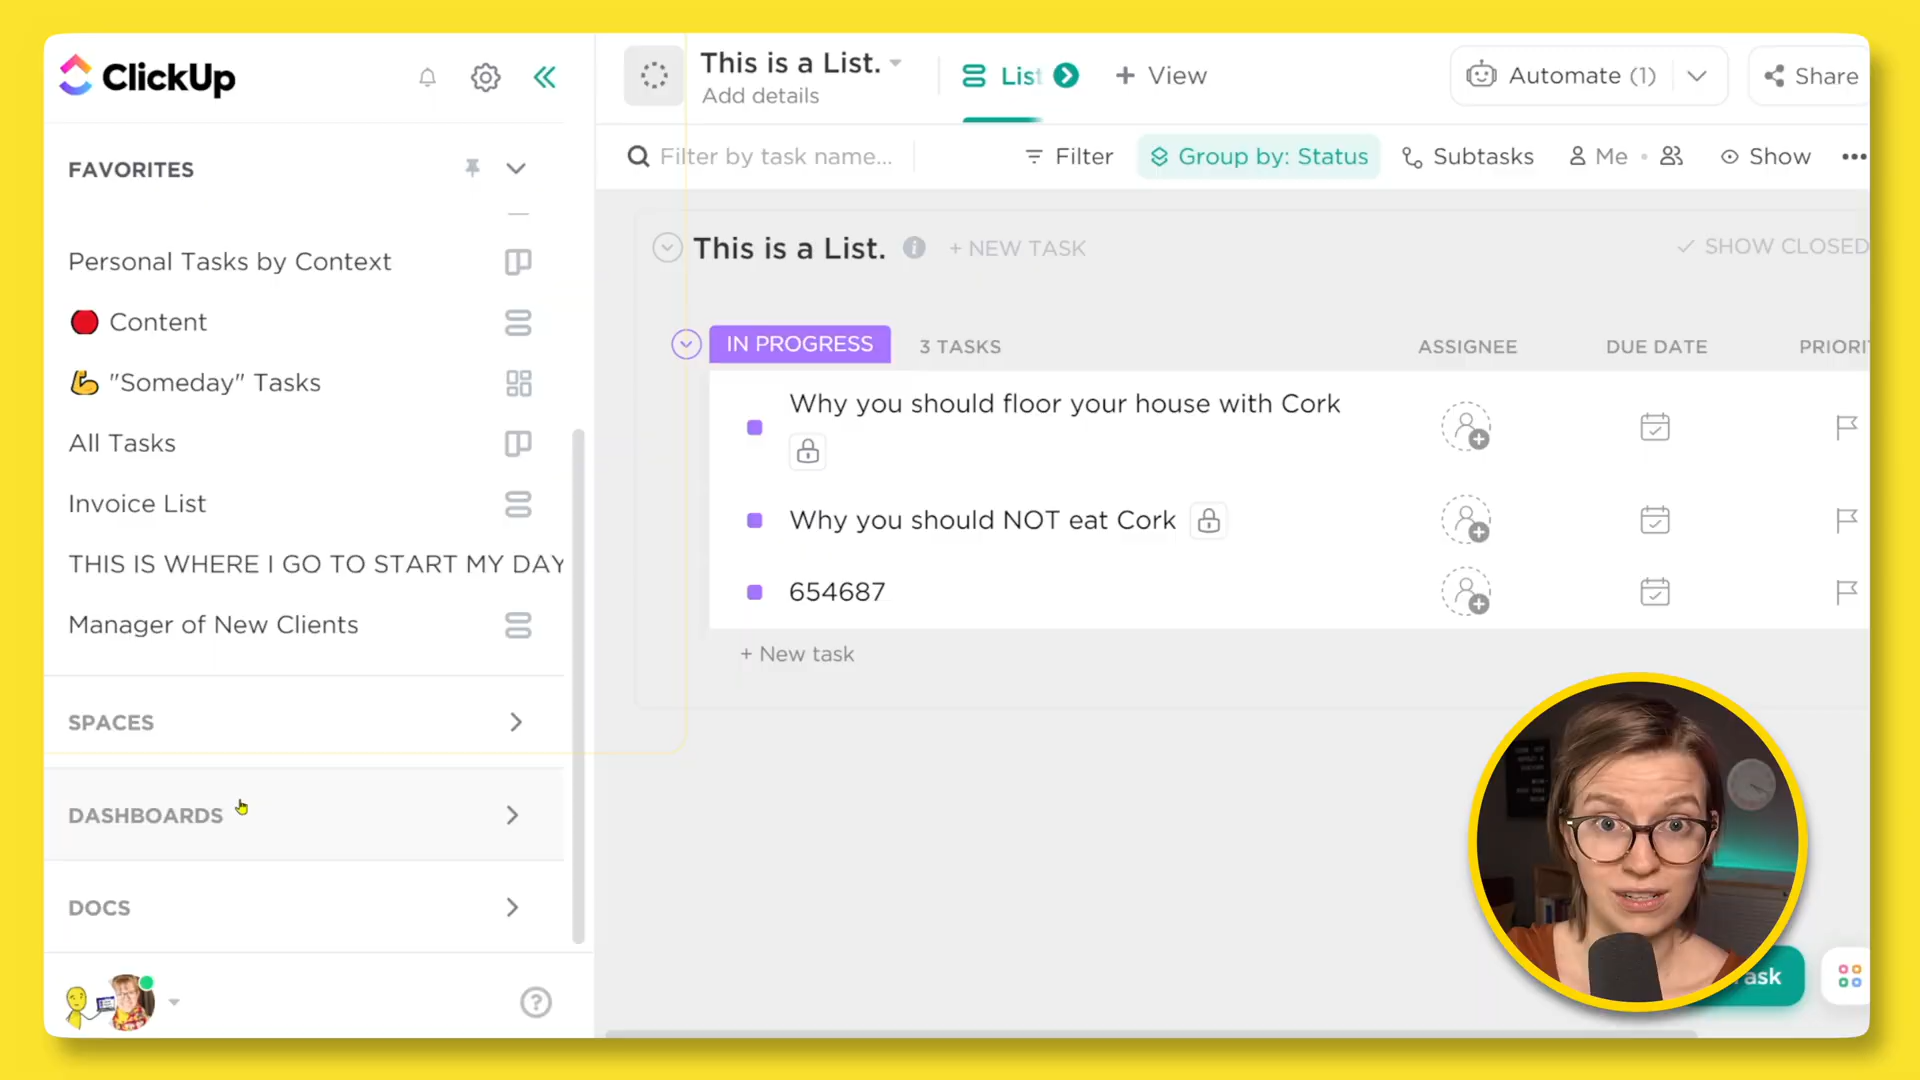 ClickUp
FAVORITES
Personal Tasks by Context
Content
"Someday" Tasks
All Tasks
Invoice List
THIS IS WHERE I GO TO START MY DAY
Manager of New Clients
SPACES
DASHBOARDS
DOCS
This is a List.
Add details
List
+ View
Automate (1)
Share
Filter by task name...
Filter
Group by: Status
Subtasks
Me
Show
This is a List.
+ NEW TASK
SHOW CLOSED
IN PROGRESS
3 TASKS
ASSIGNEE
DUE DATE
PRIORI
Why you should floor your house with Cork
Why you should NOT eat Cork
654687
+ New task
ask